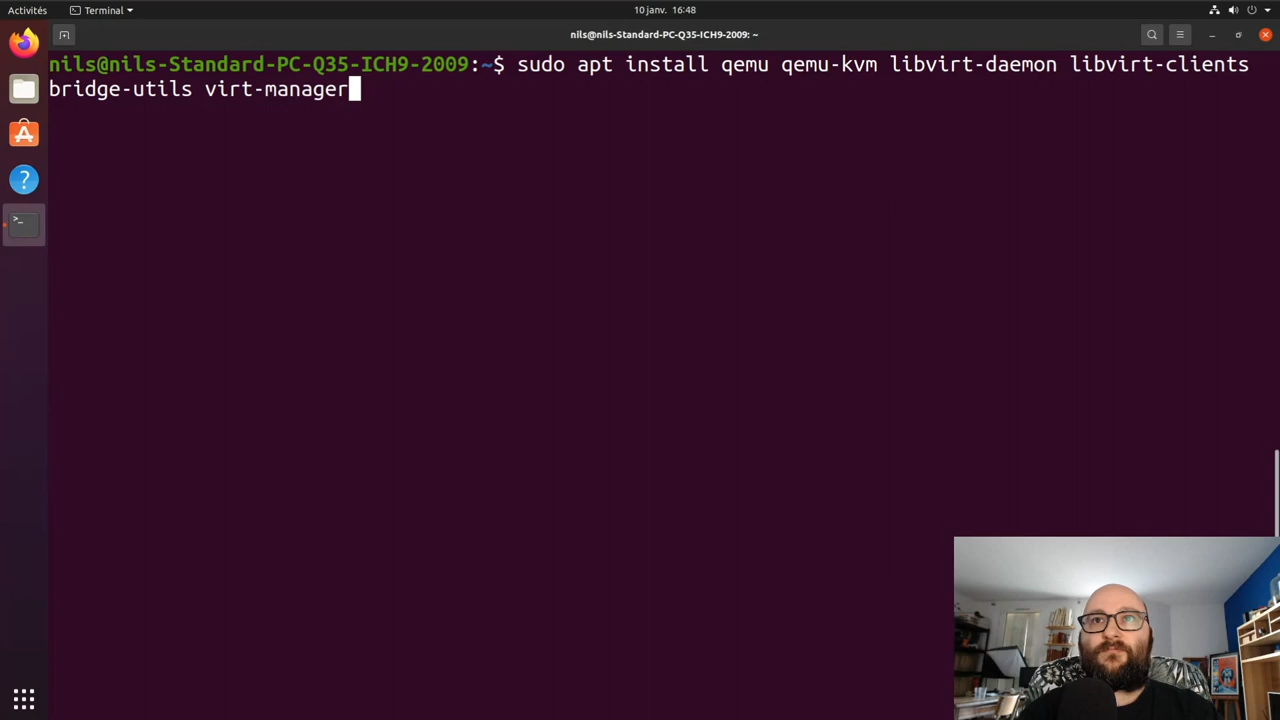 Activités
Terminal
10 janv. 16:48
nils@nils-Standard-PC-Q35-ICH9-2009: ~
nils@nils-Standard-PC-Q35-ICH9-2009:~$ sudo apt install qemu qemu-kvm libvirt-daemon libvirt-clients
bridge-utils virt-manager